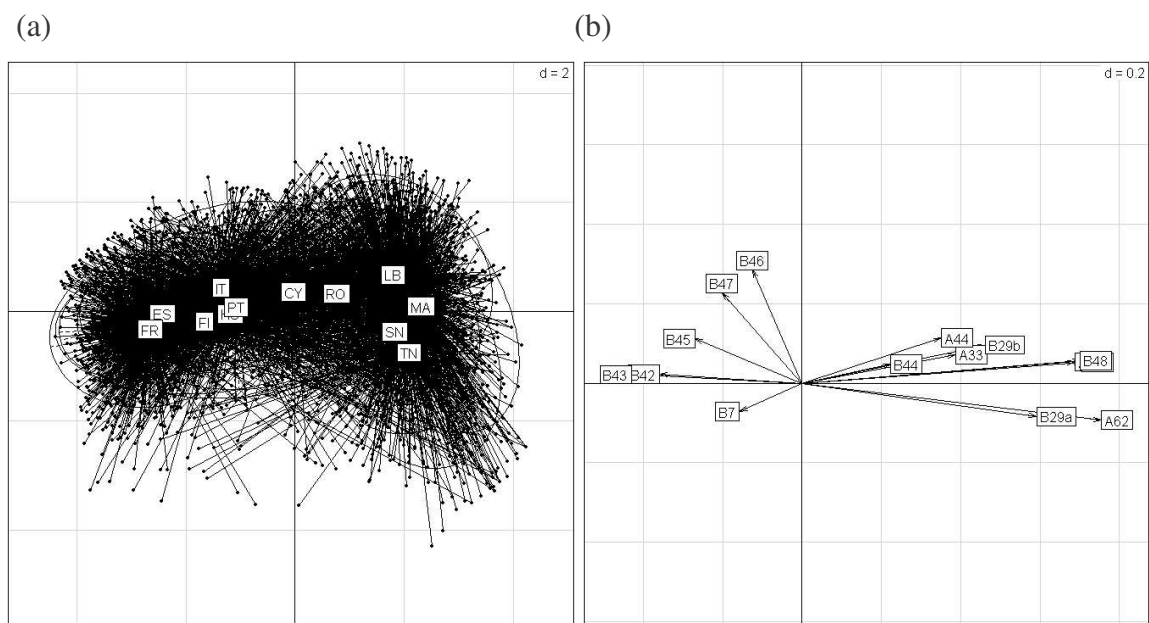 (a)
(b)
d = 2
d = 0.2
LB
IT
CY
RO
PT
MA
ES
FI
FR
SN
TN
B46
B47
B45
A44
B29b
A33
B44
B48
B43
B42
B7
B29a
A62